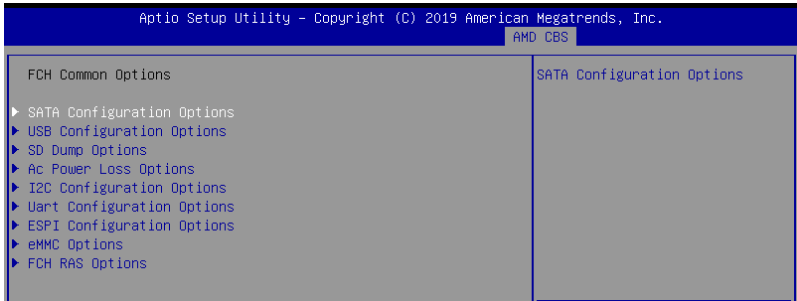 Aptio Setup Utility – Copyright (C) 2019 American Megatrends, Inc.
AMD CBS
FCH Common Options
SATA Configuration Options
SATA Configuration Options
USB Configuration Options
SD Dump Options
Ac Power Loss Options
I2C Configuration Options
Uart Configuration Options
ESPI Configuration Options
eMMC Options
FCH RAS Options